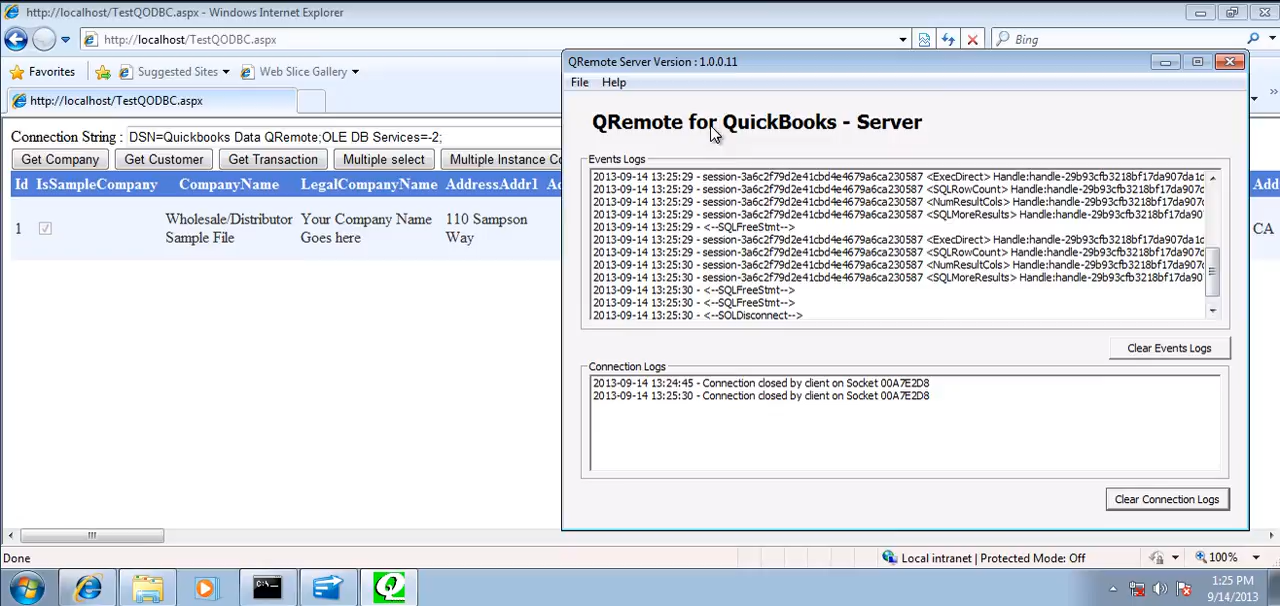 http://localhost/TestQODBC.aspx - Windows Internet Explorer
http://localhost/TestQODBC.aspx
Bing
Favorites
Suggested Sites
Web Slice Gallery
http://localhost/TestQODBC.aspx
Connection String : DSN=Quickbooks Data QRemote;OLE DB Services=-2;
Get Company
Get Customer
Get Transaction
Multiple select
Multiple Instance Co
Id IsSampleCompany CompanyName LegalCompanyName AddressAddr1 Ad
1 Wholesale/Distributor Sample File Your Company Name Goes here 110 Sampson Way
Add
CA
QRemote Server Version : 1.0.0.11
File Help
QRemote for QuickBooks - Server
Events Logs
2013-09-14 13:25:29 - session-3a6c2f79d2e41cbd4e4679a6ca230587 <ExecDirect> Handle:handle-29b93cfb3218bf17da907da1c
2013-09-14 13:25:29 - session-3a6c2f79d2e41cbd4e4679a6ca230587 <SQLRowCount> Handle:handle-29b93cfb3218bf17da907
2013-09-14 13:25:29 - session-3a6c2f79d2e41cbd4e4679a6ca230587 <NumResultCols> Handle:handle-29b93cfb3218bf17da907
2013-09-14 13:25:29 - session-3a6c2f79d2e41cbd4e4679a6ca230587 <SQLMoreResults> Handle:handle-29b93cfb3218bf17da90
2013-09-14 13:25:29 - <--SQLFreeStmt-->
2013-09-14 13:25:29 - session-3a6c2f79d2e41cbd4e4679a6ca230587 <ExecDirect> Handle:handle-29b93cfb3218bf17da907da1c
2013-09-14 13:25:29 - session-3a6c2f79d2e41cbd4e4679a6ca230587 <SQLRowCount> Handle:handle-29b93cfb3218bf17da907
2013-09-14 13:25:30 - session-3a6c2f79d2e41cbd4e4679a6ca230587 <NumResultCols> Handle:handle-29b93cfb3218bf17da907
2013-09-14 13:25:30 - session-3a6c2f79d2e41cbd4e4679a6ca230587 <SQLMoreResults> Handle:handle-29b93cfb3218bf17da90
2013-09-14 13:25:30 - <--SQLFreeStmt-->
2013-09-14 13:25:30 - <--SQLFreeStmt-->
2013-09-14 13:25:30 - <--SQLDisconnect-->
Clear Events Logs
Connection Logs
2013-09-14 13:24:45 - Connection closed by client on Socket 00A7E2D8
2013-09-14 13:25:30 - Connection closed by client on Socket 00A7E2D8
Clear Connection Logs
Done
Local intranet | Protected Mode: Off
100%
1:25 PM
9/14/2013